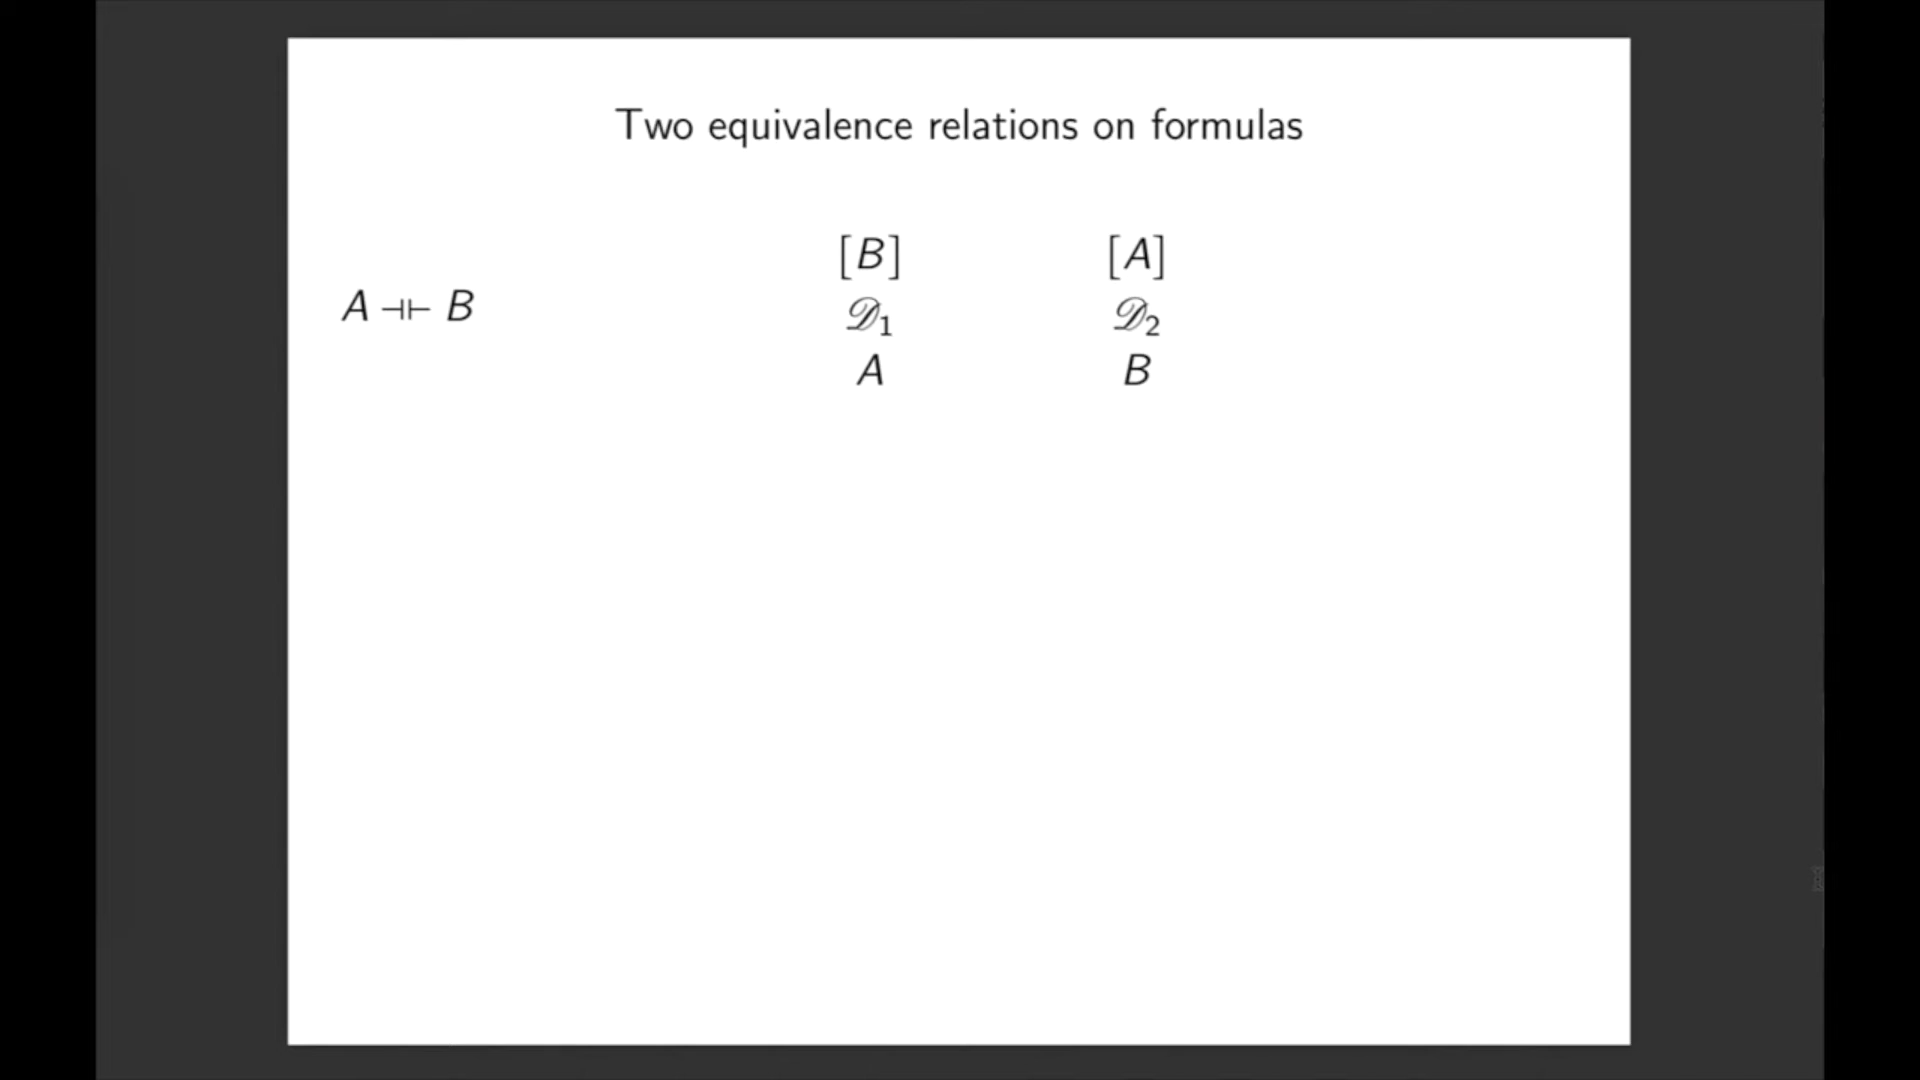 Two equivalence relations on formulas
[B] [A]
A ⊣⊢ B
𝒟₁ 𝒟₂
A B